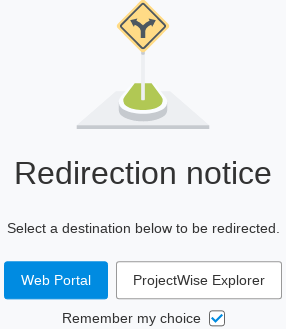 Redirection notice
Select a destination below to be redirected.
Web Portal
ProjectWise Explorer
Remember my choice